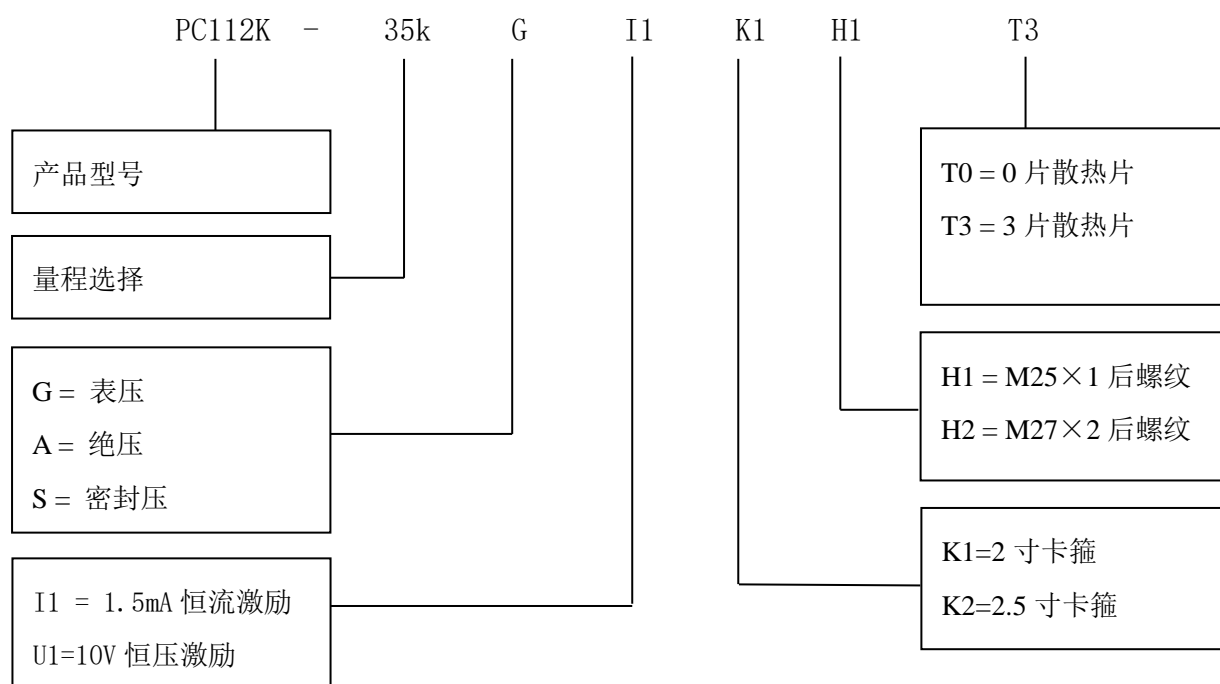 PC112K - 35k G I1 K1 H1 T3
产品型号
量程选择
G = 表压
A = 绝压
S = 密封压
I1 = 1.5mA 恒流激励
U1=10V 恒压激励
T0 = 0 片散热片
T3 = 3 片散热片
H1 = M25×1 后螺纹
H2 = M27×2 后螺纹
K1=2 寸卡箍
K2=2.5 寸卡箍